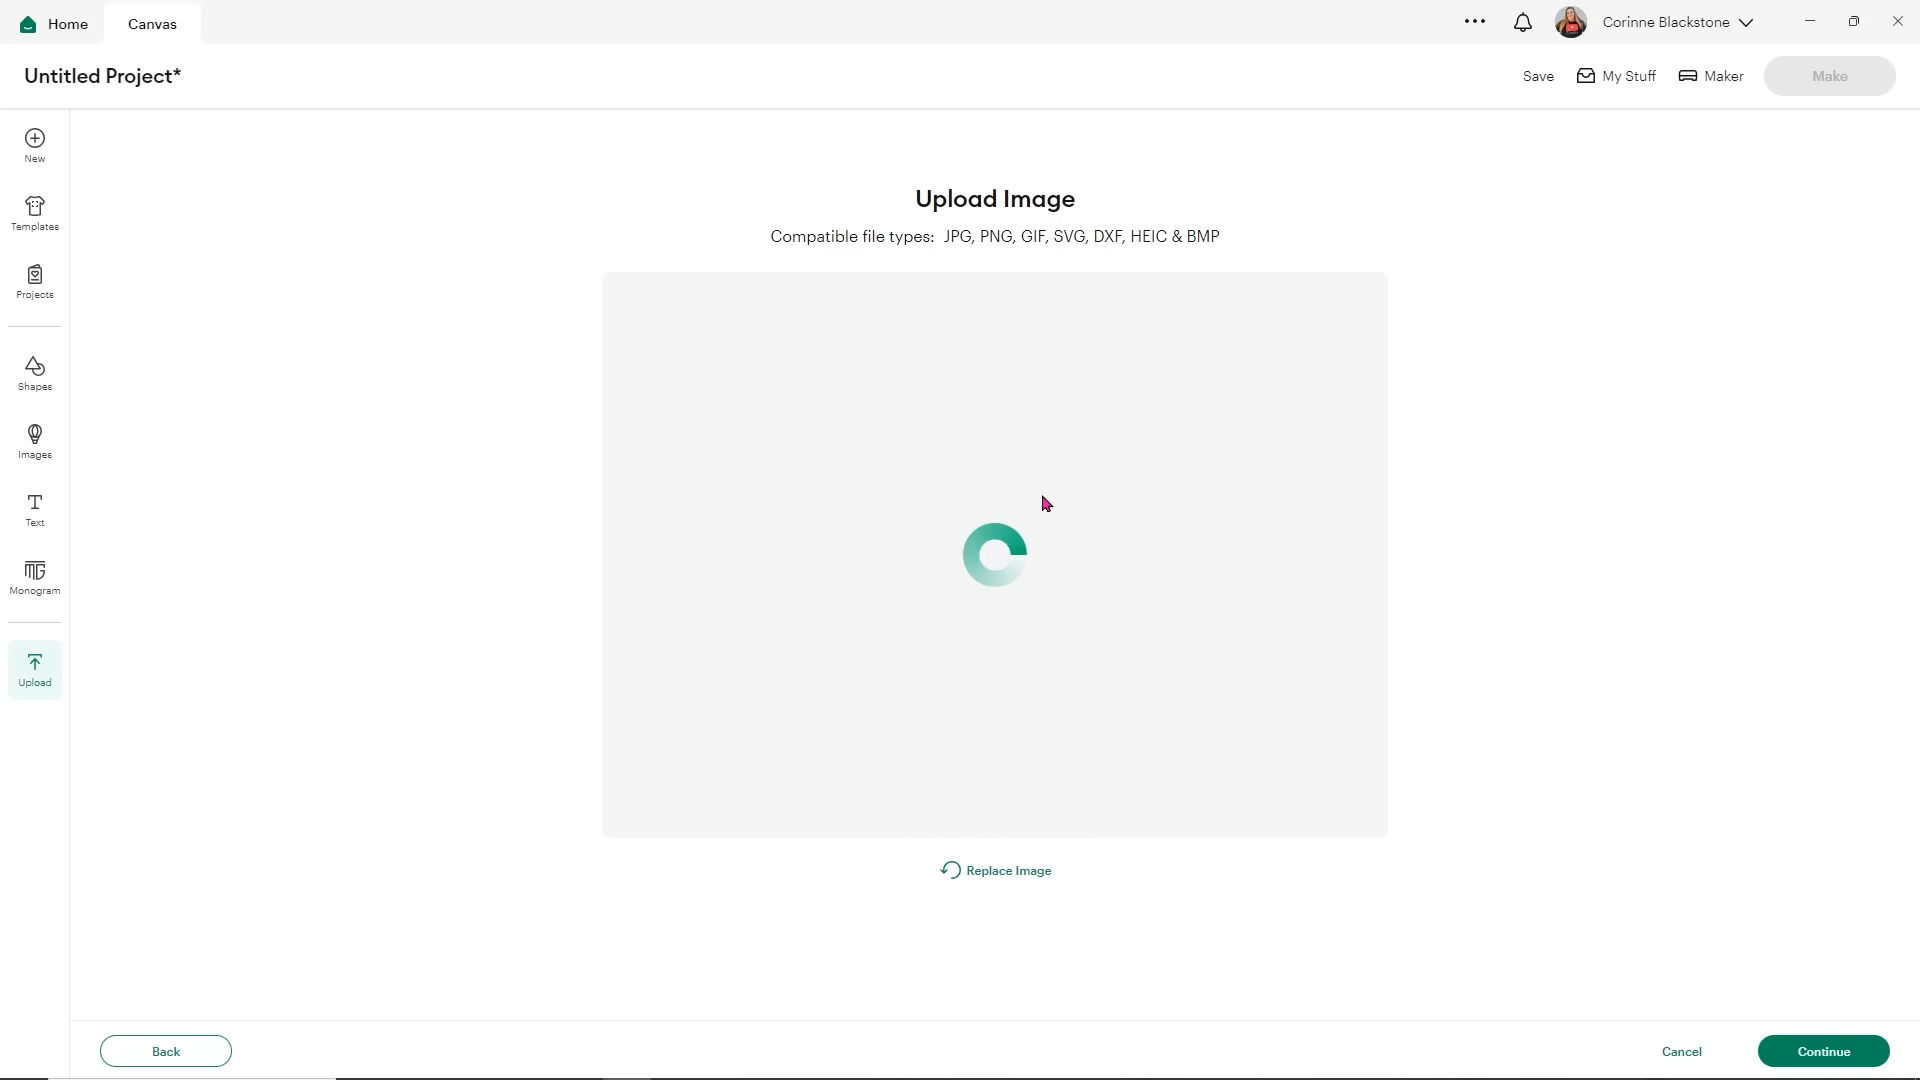 Home
Canvas
Corinne Blackstone
Untitled Project*
Save
My Stuff
Maker
Make
New
Templates
Projects
Shapes
Images
Text
Monogram
Upload
Upload Image
Compatible file types: JPG, PNG, GIF, SVG, DXF, HEIC & BMP
Replace Image
Back
Cancel
Continue